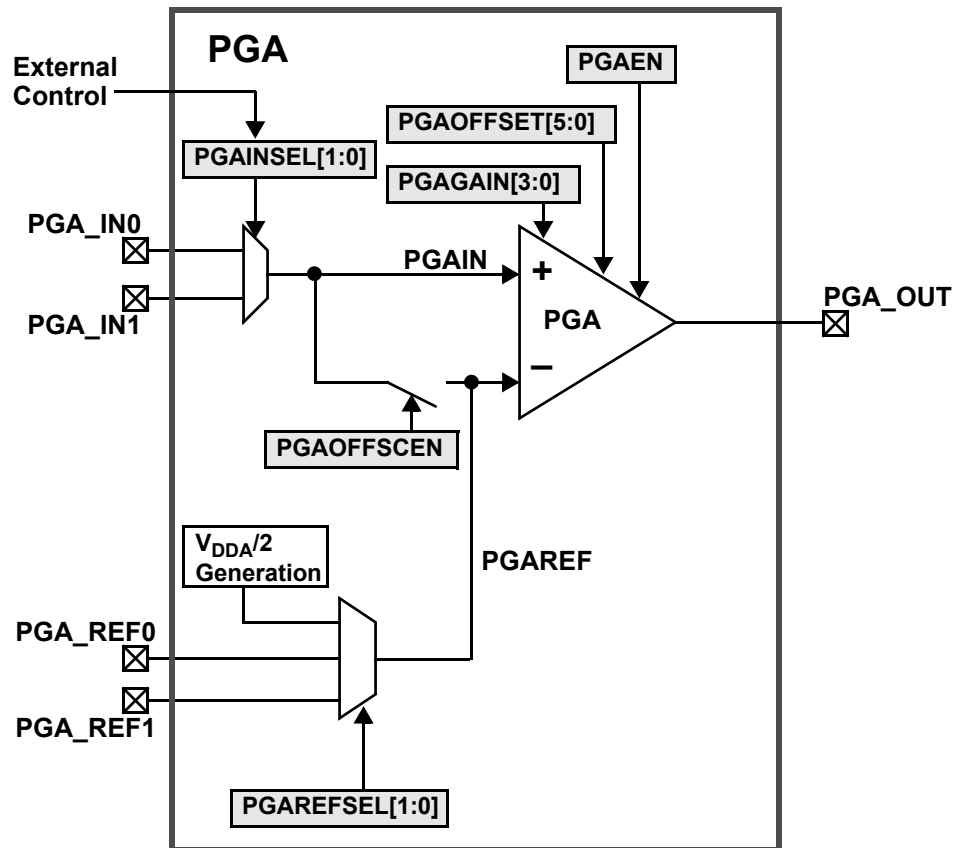 PGA
External
Control
PGAEN
PGAOFFSET[5:0]
PGAINSEL[1:0]
PGAGAIN[3:0]
PGA_IN0
PGAIN
+
PGA_OUT
PGA_IN1
PGA
–
PGAOFFSCEN
VDDA/2
Generation
PGAREF
PGA_REF0
PGA_REF1
PGAREFSEL[1:0]